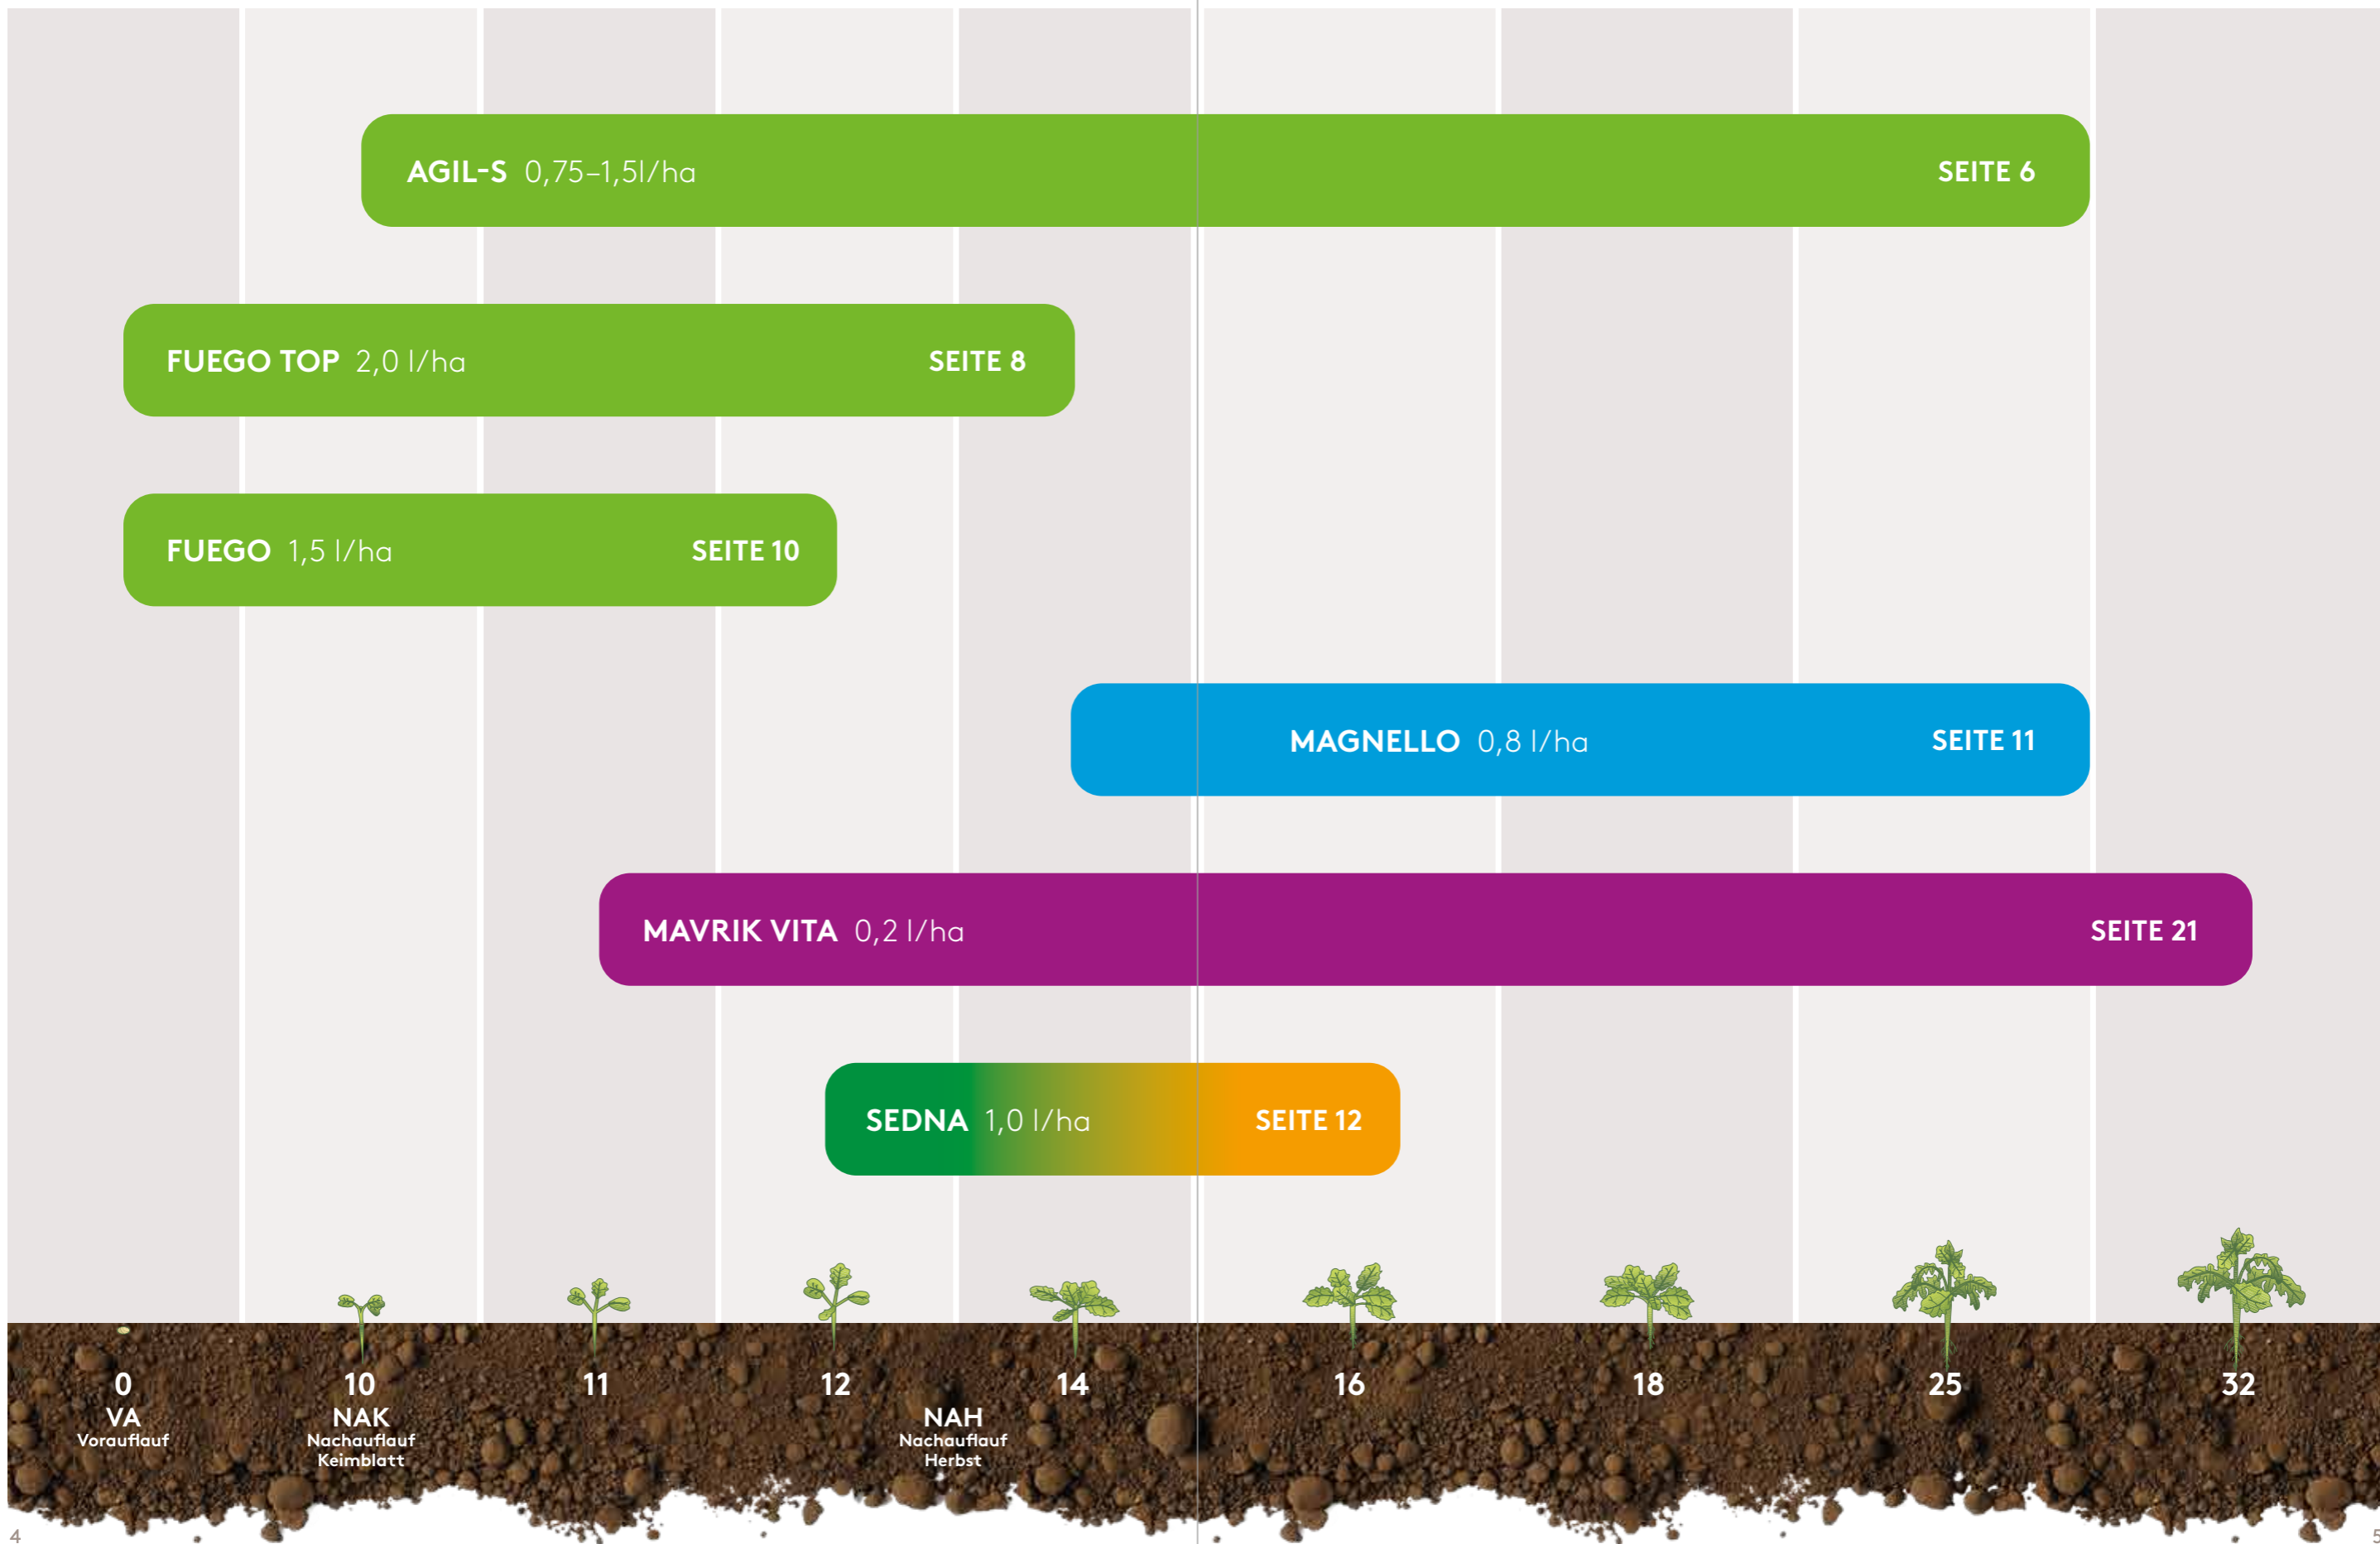 AGIL-S 0,75–1,5l/ha SEITE 6
FUEGO TOP 2,0 l/ha SEITE 8
FUEGO 1,5 l/ha SEITE 10
MAGNELLO 0,8 l/ha SEITE 11
MAVRIK VITA 0,2 l/ha SEITE 21
SEDNA 1,0 l/ha SEITE 12
0 10 11 12 14 16 18 25 32
VA NAK NAH
Vorauflauf Nachauflauf Nachauflauf
Keimblatt Herbst
4 5